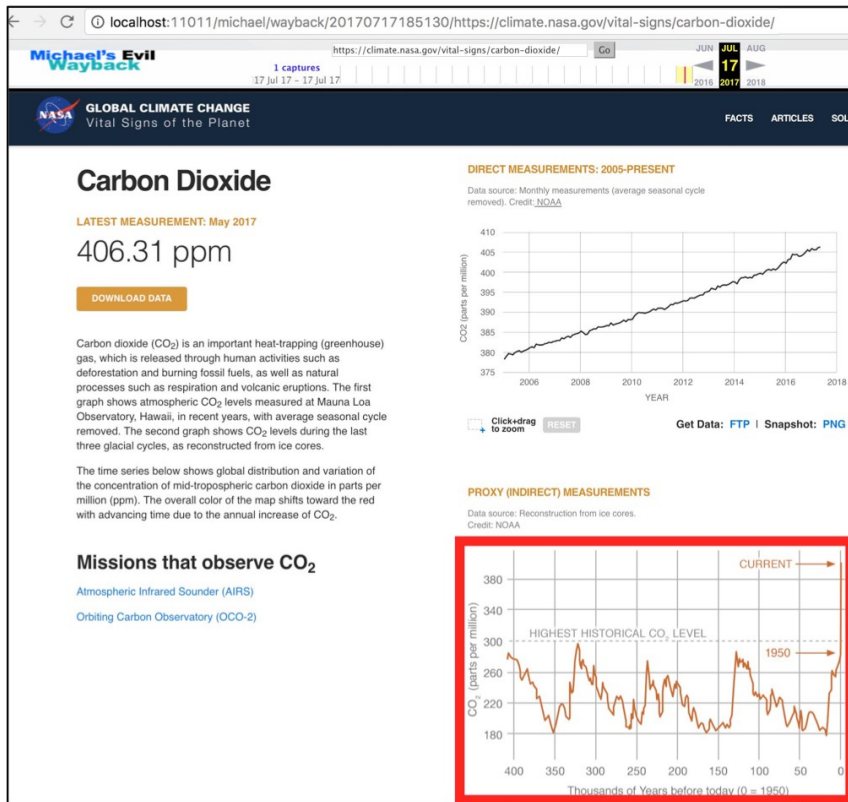 localhost:11011/michael/wayback/20170717185130/https://climate.nasa.gov/vital-signs/carbon-dioxide/
Michael's Evil
Wayback
https://climate.nasa.gov/vital-signs/carbon-dioxide/ Go
1 captures
17 Jul 17 - 17 Jul 17
JUN JUL AUG
17
2016 2017 2018
NASA
GLOBAL CLIMATE CHANGE
Vital Signs of the Planet
FACTS ARTICLES SOL
Carbon Dioxide
LATEST MEASUREMENT: May 2017
406.31 ppm
DOWNLOAD DATA
Carbon dioxide (CO2) is an important heat-trapping (greenhouse)
gas, which is released through human activities such as
deforestation and burning fossil fuels, as well as natural
processes such as respiration and volcanic eruptions. The first
graph shows atmospheric CO2 levels measured at Mauna Loa
Observatory, Hawaii, in recent years, with average seasonal cycle
removed. The second graph shows CO2 levels during the last
three glacial cycles, as reconstructed from ice cores.
The time series below shows global distribution and variation of
the concentration of mid-tropospheric carbon dioxide in parts per
million (ppm). The overall color of the map shifts toward the red
with advancing time due to the annual increase of CO2.
Missions that observe CO2
Atmospheric Infrared Sounder (AIRS)
Orbiting Carbon Observatory (OCO-2)
DIRECT MEASUREMENTS: 2005-PRESENT
Data source: Monthly measurements (average seasonal cycle
removed). Credit: NOAA
CO2 (parts per million)
410
405
400
395
390
385
380
375
2006 2008 2010 2012 2014 2016 2018
YEAR
Click+drag
to zoom
RESET
Get Data: FTP | Snapshot: PNG
PROXY (INDIRECT) MEASUREMENTS
Data source: Reconstruction from ice cores.
Credit: NOAA
CO2 (parts per million)
380
340
300
260
220
180
CURRENT
HIGHEST HISTORICAL CO2 LEVEL
1950
400 350 300 250 200 150 100 50 0
Thousands of Years before today (0 = 1950)